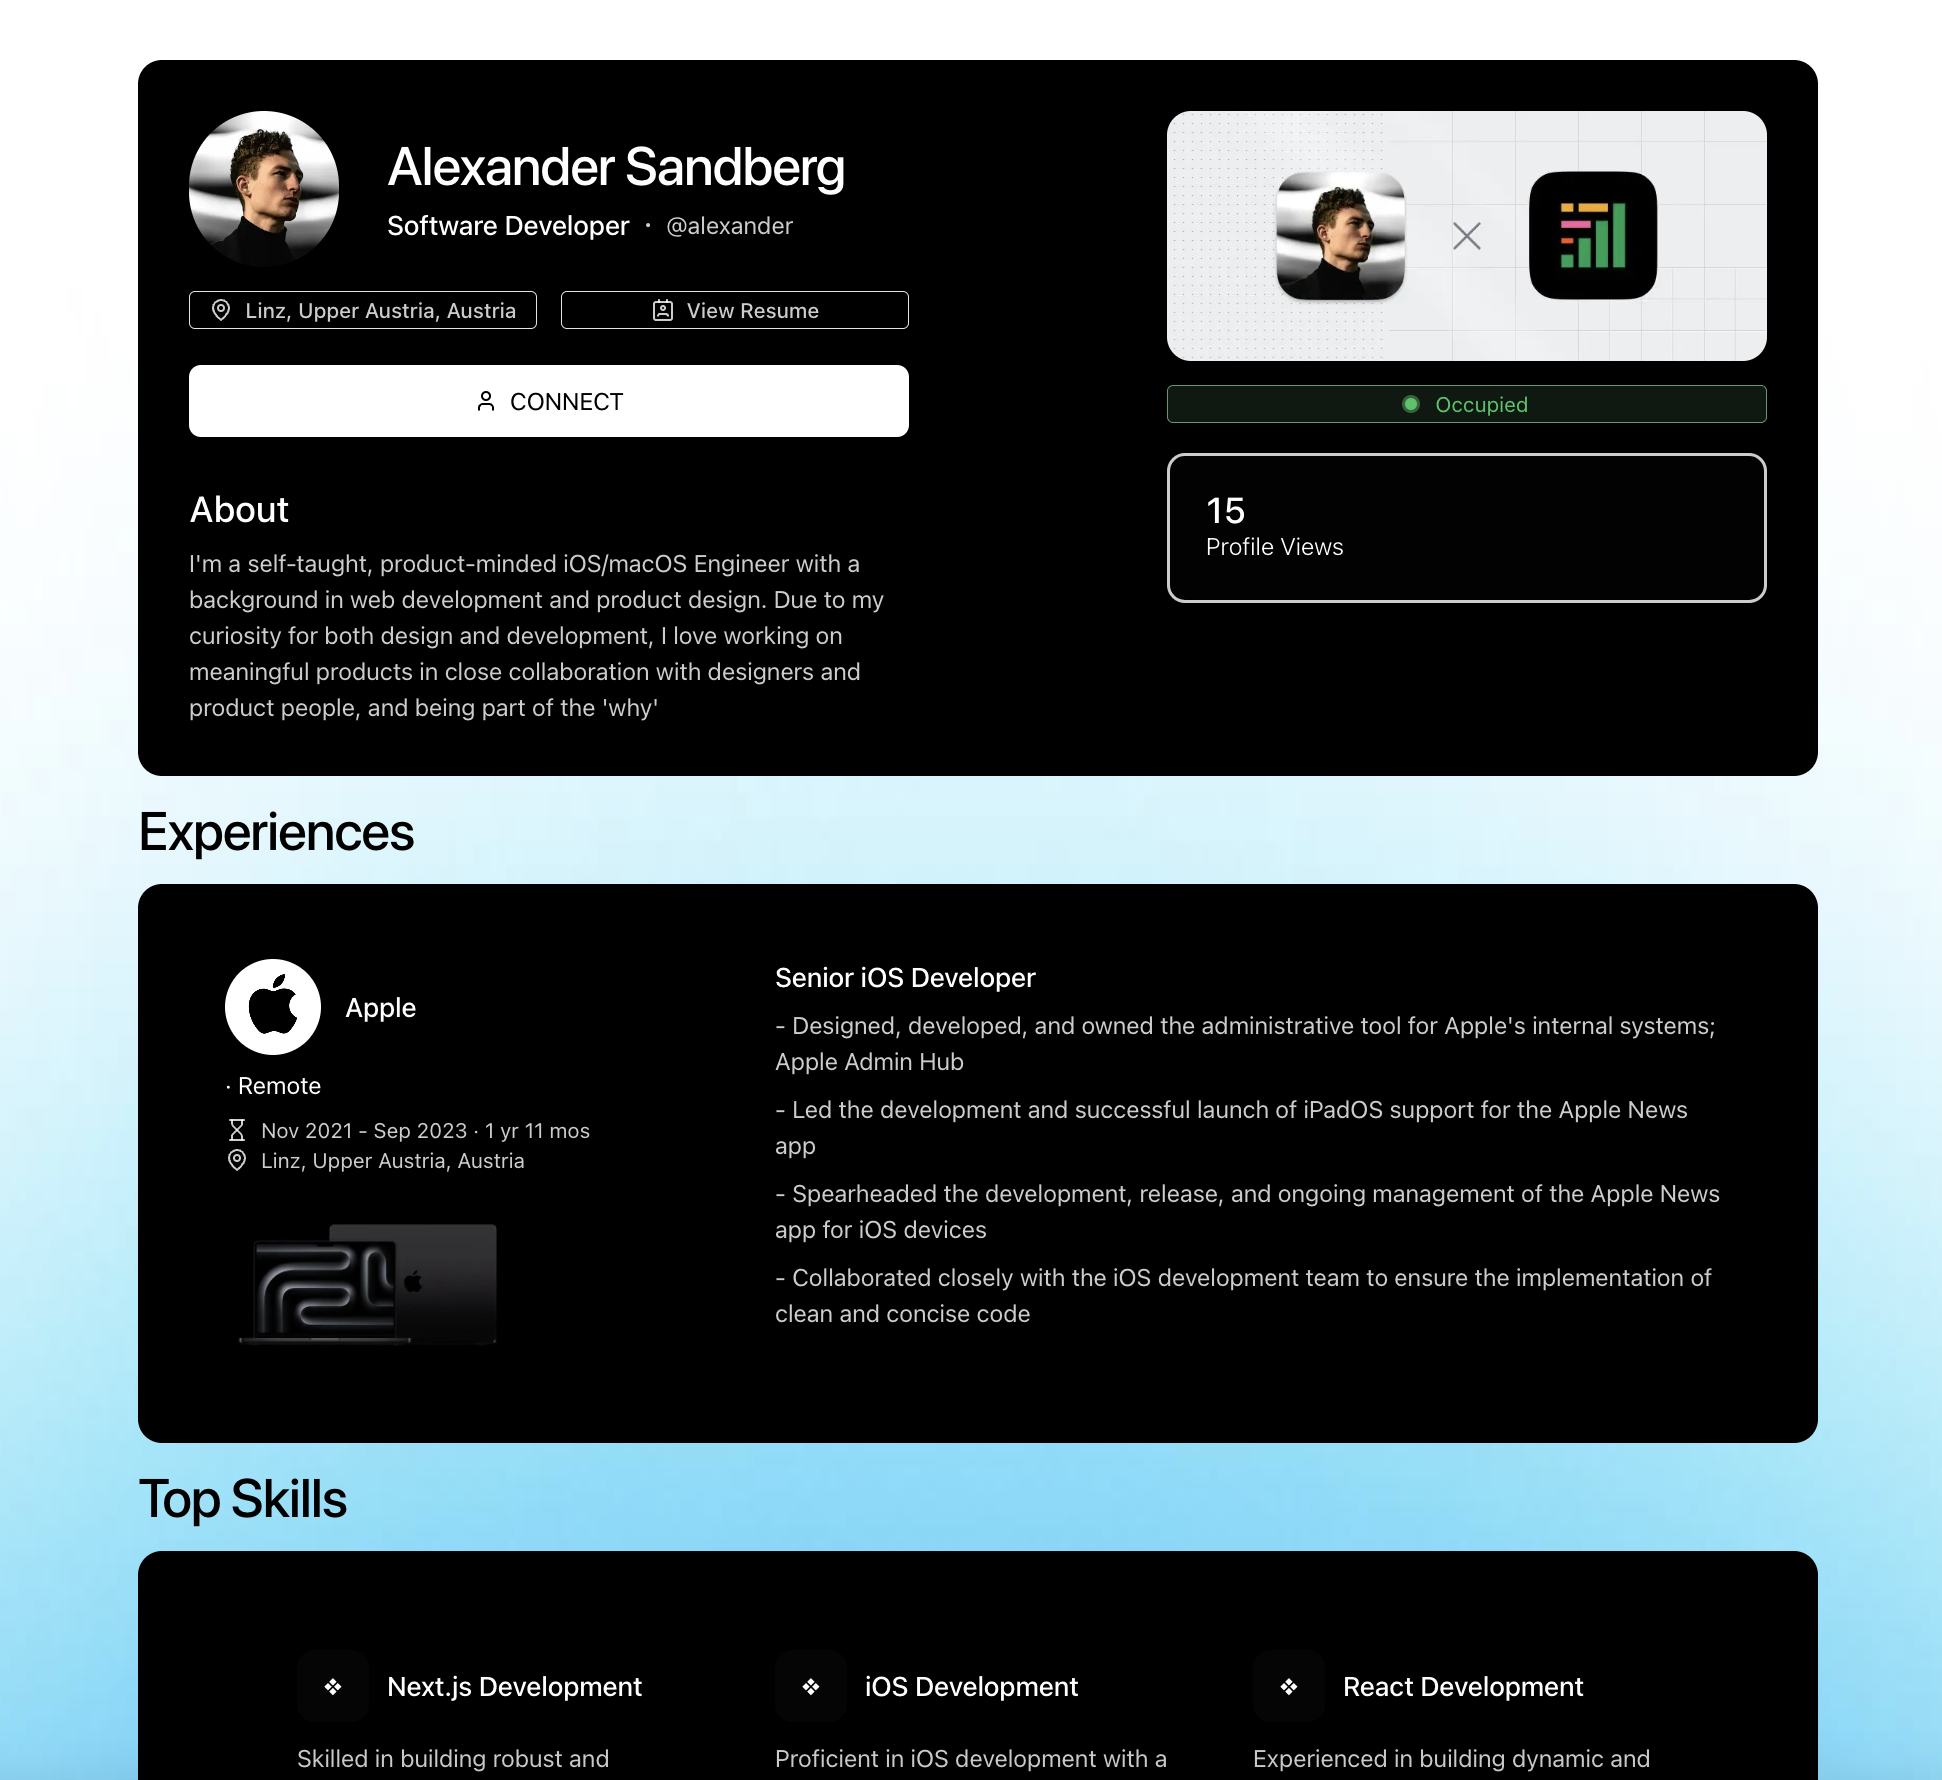 Alexander Sandberg
Software Developer · @alexander
Linz, Upper Austria, Austria
View Resume
CONNECT
About
I'm a self-taught, product-minded iOS/macOS Engineer with a
background in web development and product design. Due to my
curiosity for both design and development, I love working on
meaningful products in close collaboration with designers and
product people, and being part of the 'why'
Occupied
15
Profile Views
Experiences
Apple
· Remote
Nov 2021 - Sep 2023 · 1 yr 11 mos
Linz, Upper Austria, Austria
Senior iOS Developer
- Designed, developed, and owned the administrative tool for Apple's internal systems;
Apple Admin Hub
- Led the development and successful launch of iPadOS support for the Apple News
app
- Spearheaded the development, release, and ongoing management of the Apple News
app for iOS devices
- Collaborated closely with the iOS development team to ensure the implementation of
clean and concise code
Top Skills
Next.js Development
Skilled in building robust and
iOS Development
Proficient in iOS development with a
React Development
Experienced in building dynamic and